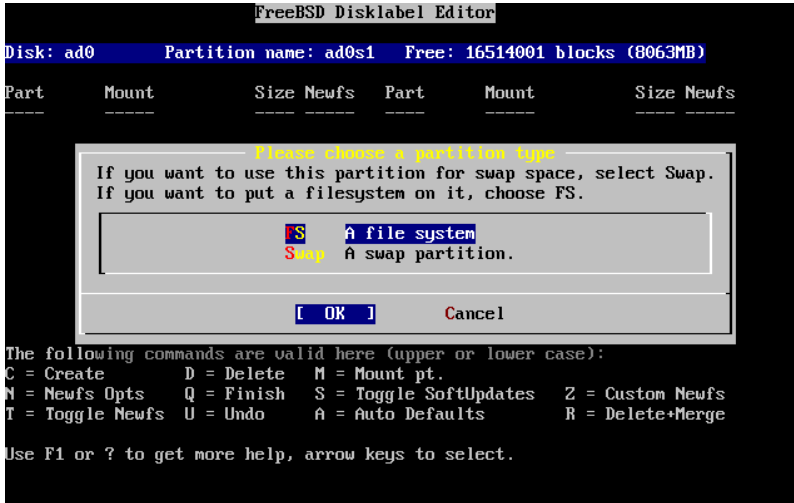 FreeBSD Disklabel Editor
Disk: ad0 Partition name: ad0s1 Free: 16514001 blocks (8063MB)
Part Mount Size Newfs Part Mount Size Newfs
---- ----- ---- ----- ---- ----- ---- -----
Please choose a partition type
If you want to use this partition for swap space, select Swap.
If you want to put a filesystem on it, choose FS.
FS A file system
Swap A swap partition.
[ OK ] Cancel
The following commands are valid here (upper or lower case):
C = Create D = Delete M = Mount pt.
N = Newfs Opts Q = Finish S = Toggle SoftUpdates Z = Custom Newfs
T = Toggle Newfs U = Undo A = Auto Defaults R = Delete+Merge
Use F1 or ? to get more help, arrow keys to select.